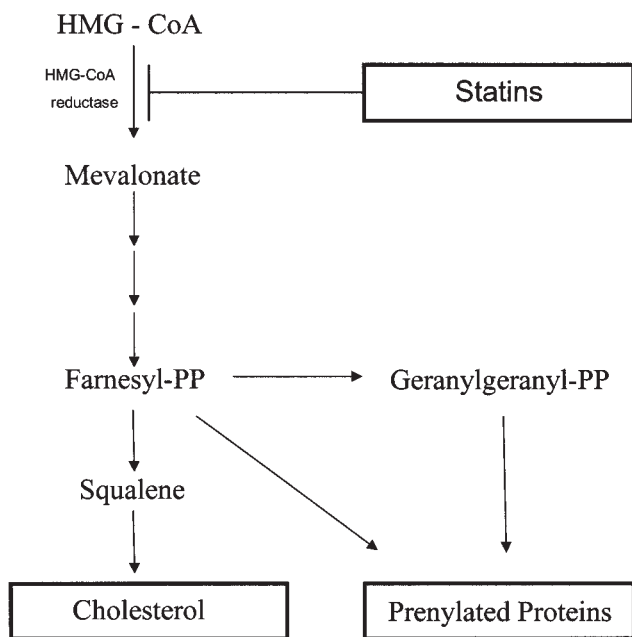 HMG - CoA
HMG-CoA
reductase
Statins
Mevalonate
Farnesyl-PP
Geranylgeranyl-PP
Squalene
Cholesterol
Prenylated Proteins